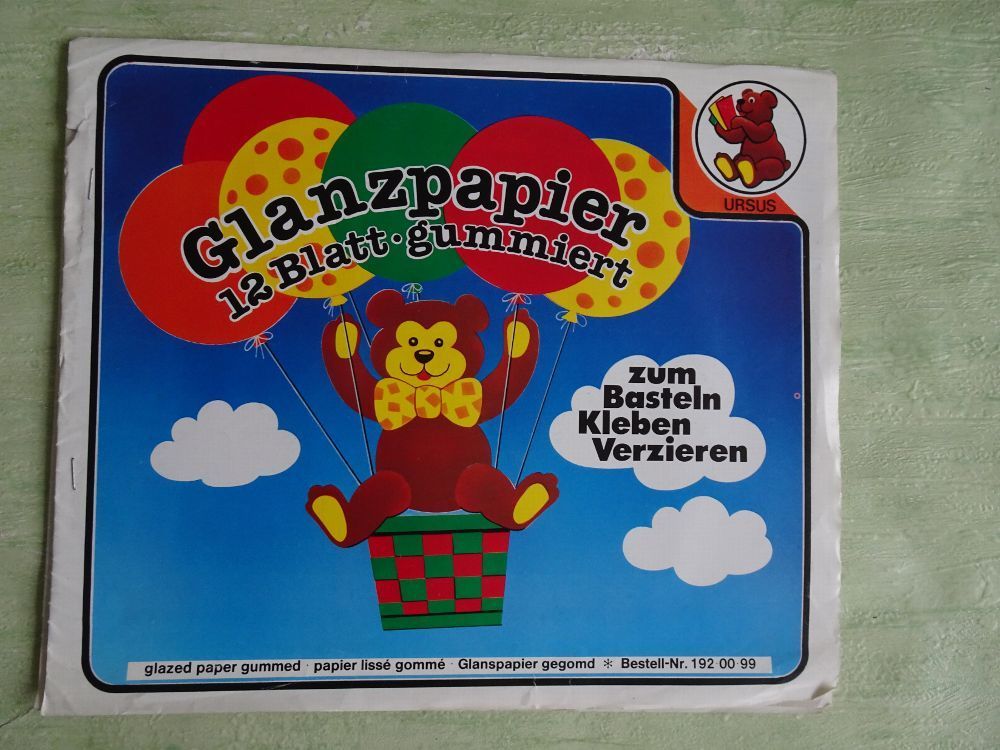 URSUS
Glanzpapier
12 Blatt · gummiert
zum
Basteln
Kleben
Verzieren
glazed paper gummed · papier lissé gommé · Glanspapier gegomd ✻ Bestell-Nr. 192 00 99